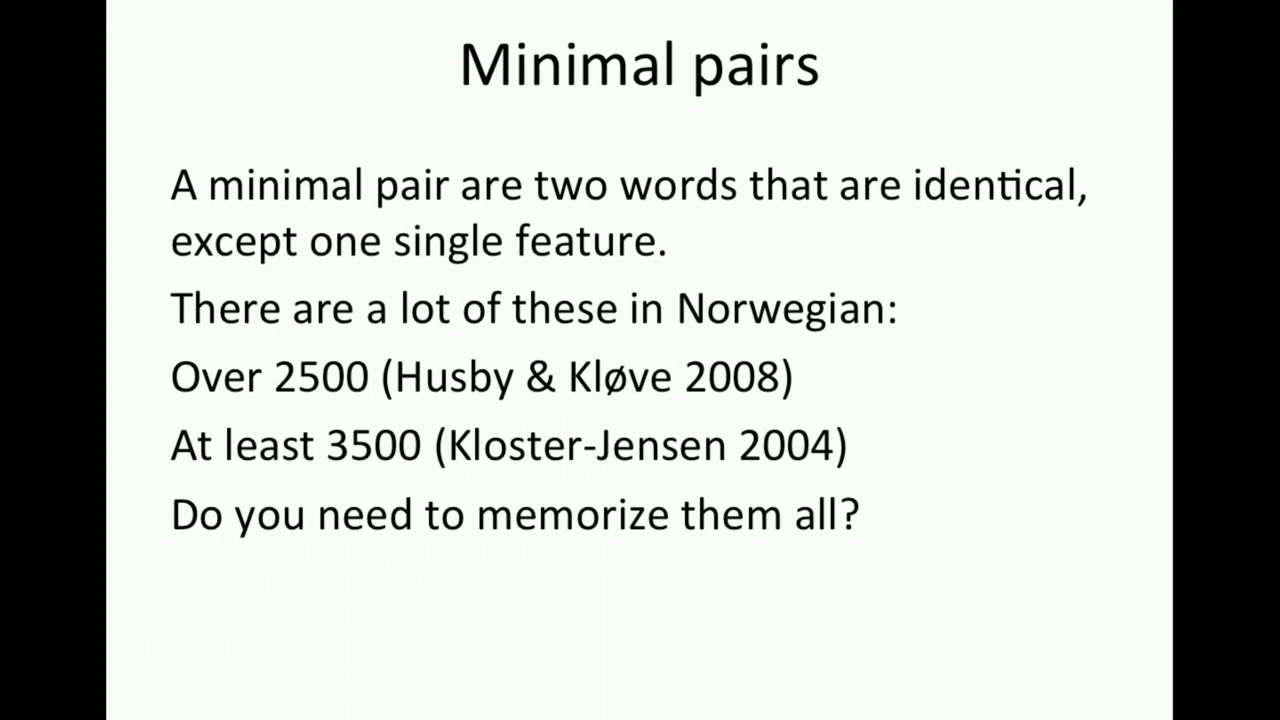 Minimal pairs
A minimal pair are two words that are identical,
except one single feature.
There are a lot of these in Norwegian:
Over 2500 (Husby & Kløve 2008)
At least 3500 (Kloster-Jensen 2004)
Do you need to memorize them all?